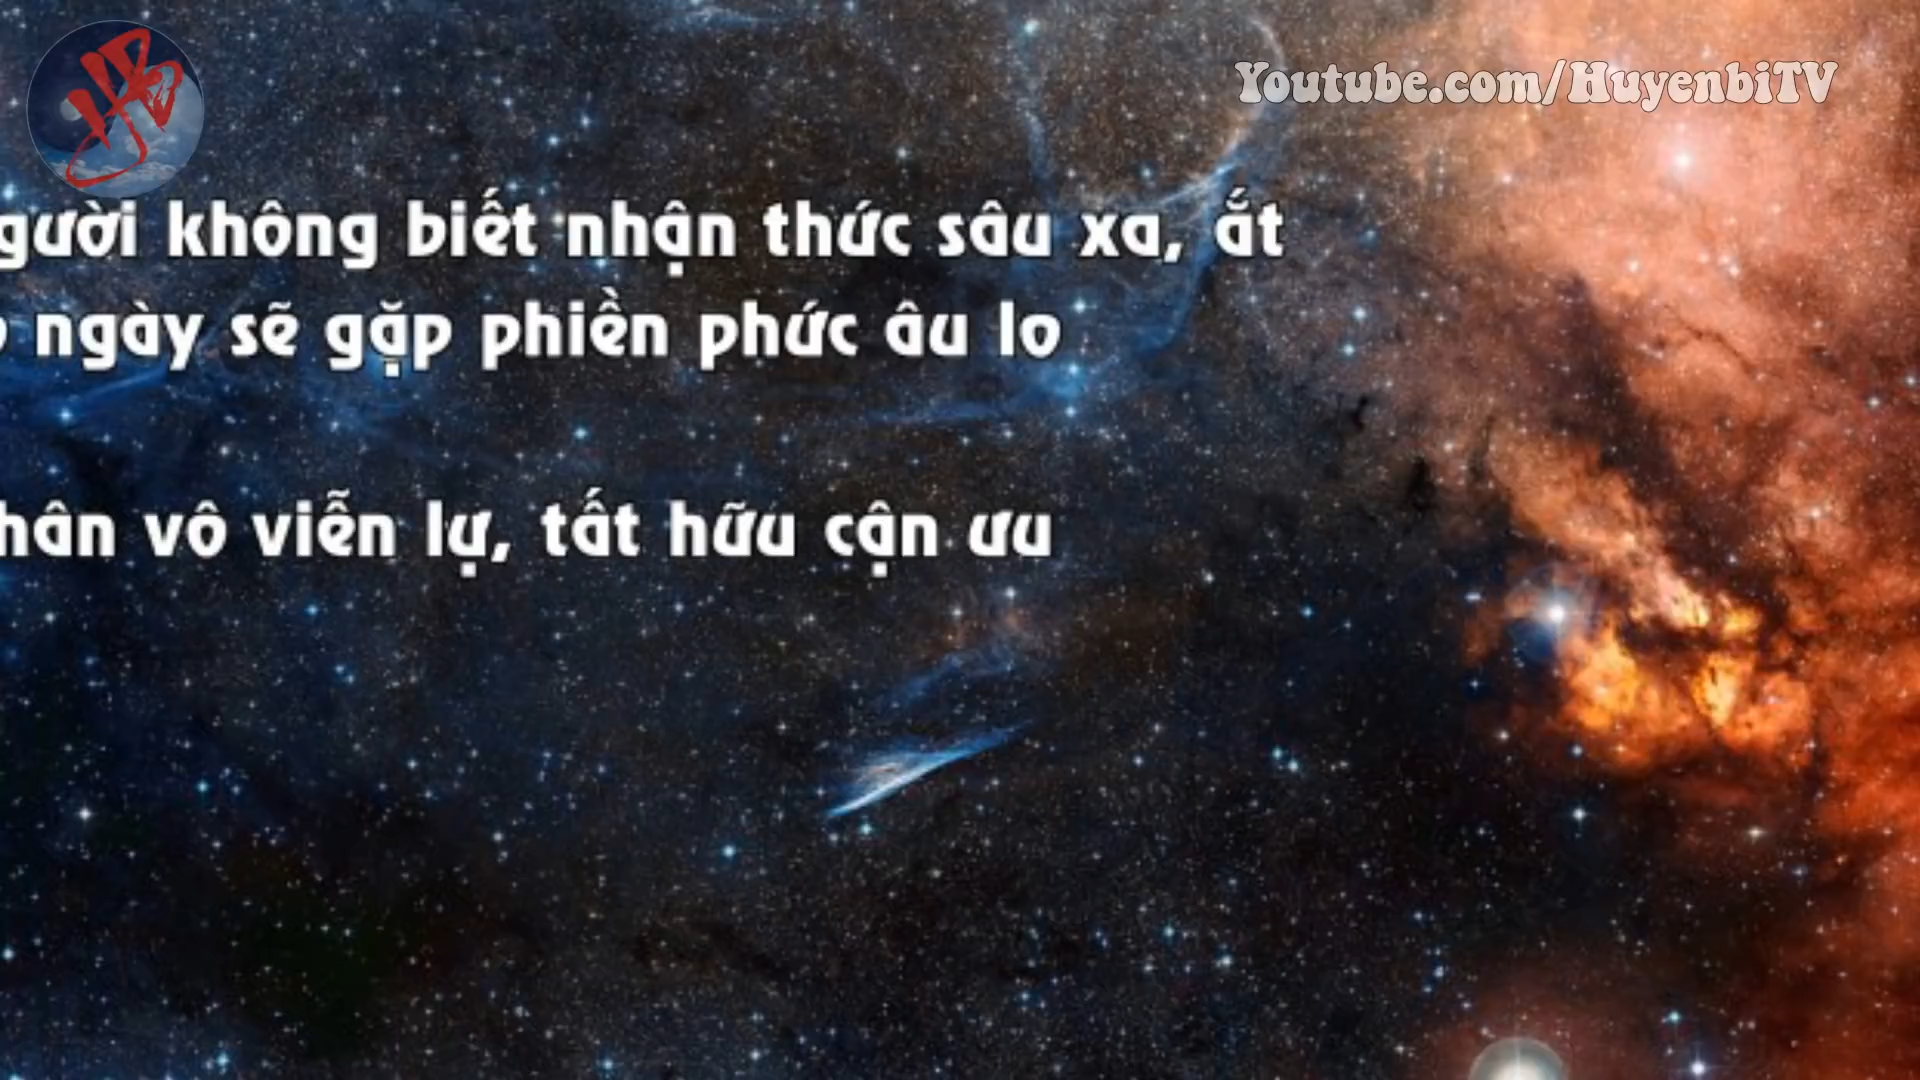 Youtube.com/HuyenbiTV
gười không biết nhận thức sâu xa, ắt
ngày sẽ gặp phiền phức âu lo
hân vô viễn lự, tất hữu cận ưu